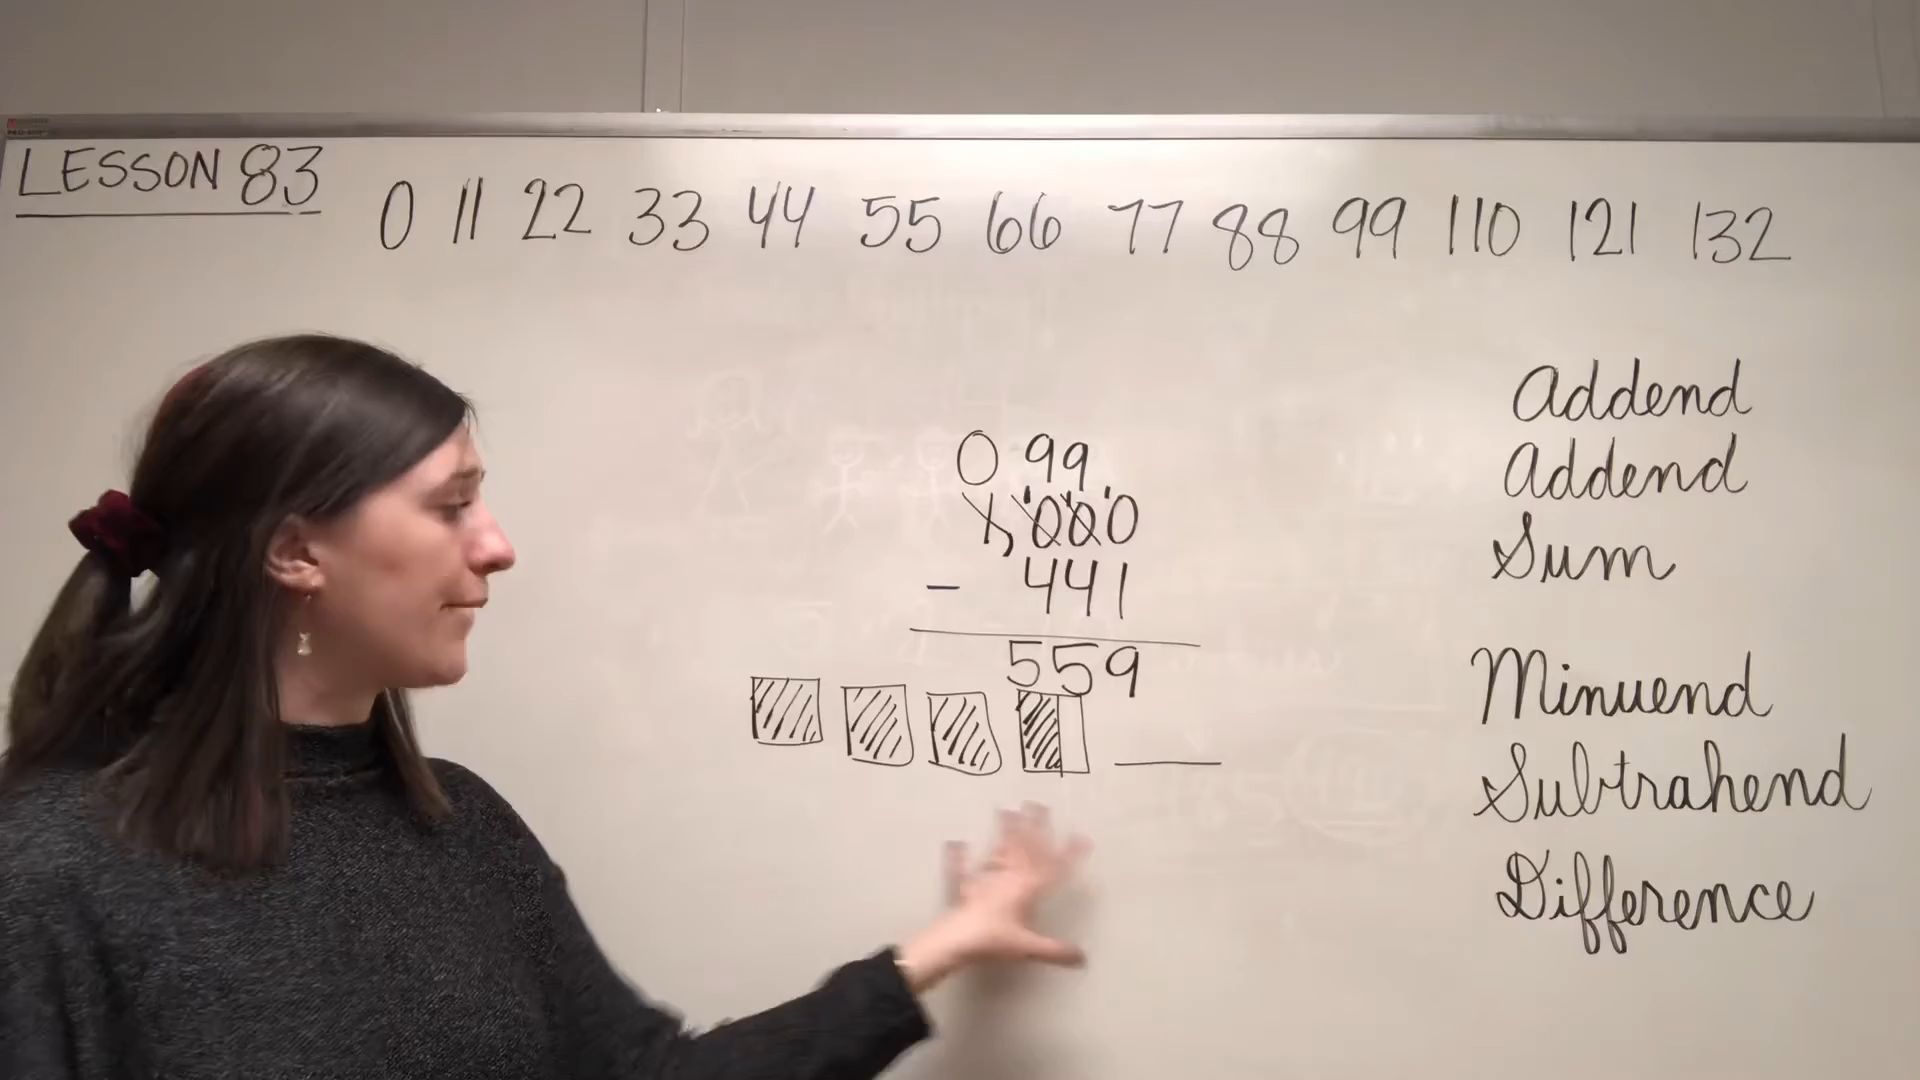 LESSON 83
0 11 22 33 44 55 66 77 88 99 110 121 132
0 99
1,000
- 441
559
Addend
Addend
Sum
Minuend
Subtrahend
Difference